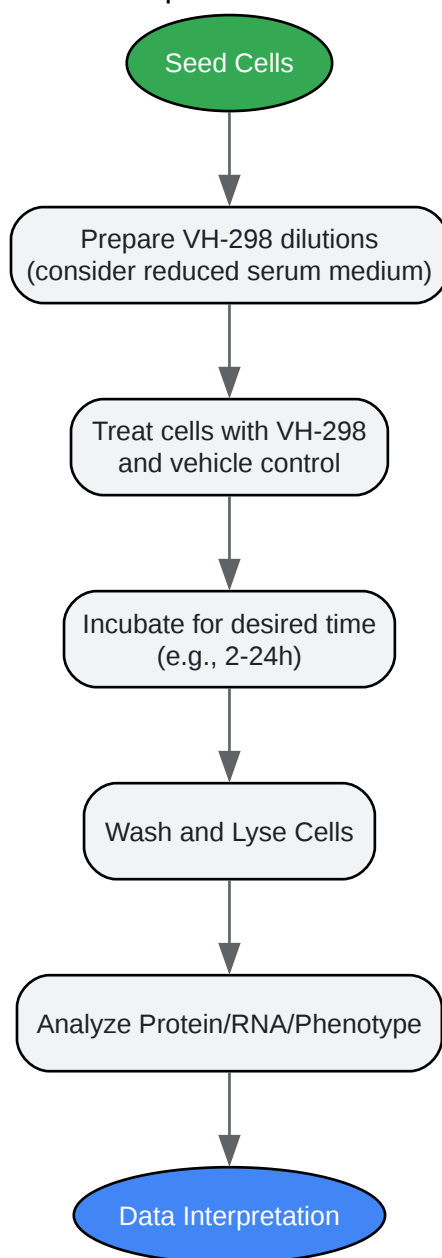 Seed Cells
Prepare VH-298 dilutions
(consider reduced serum medium)
Treat cells with VH-298
and vehicle control
Incubate for desired time
(e.g., 2-24h)
Wash and Lyse Cells
Analyze Protein/RNA/Phenotype
Data Interpretation